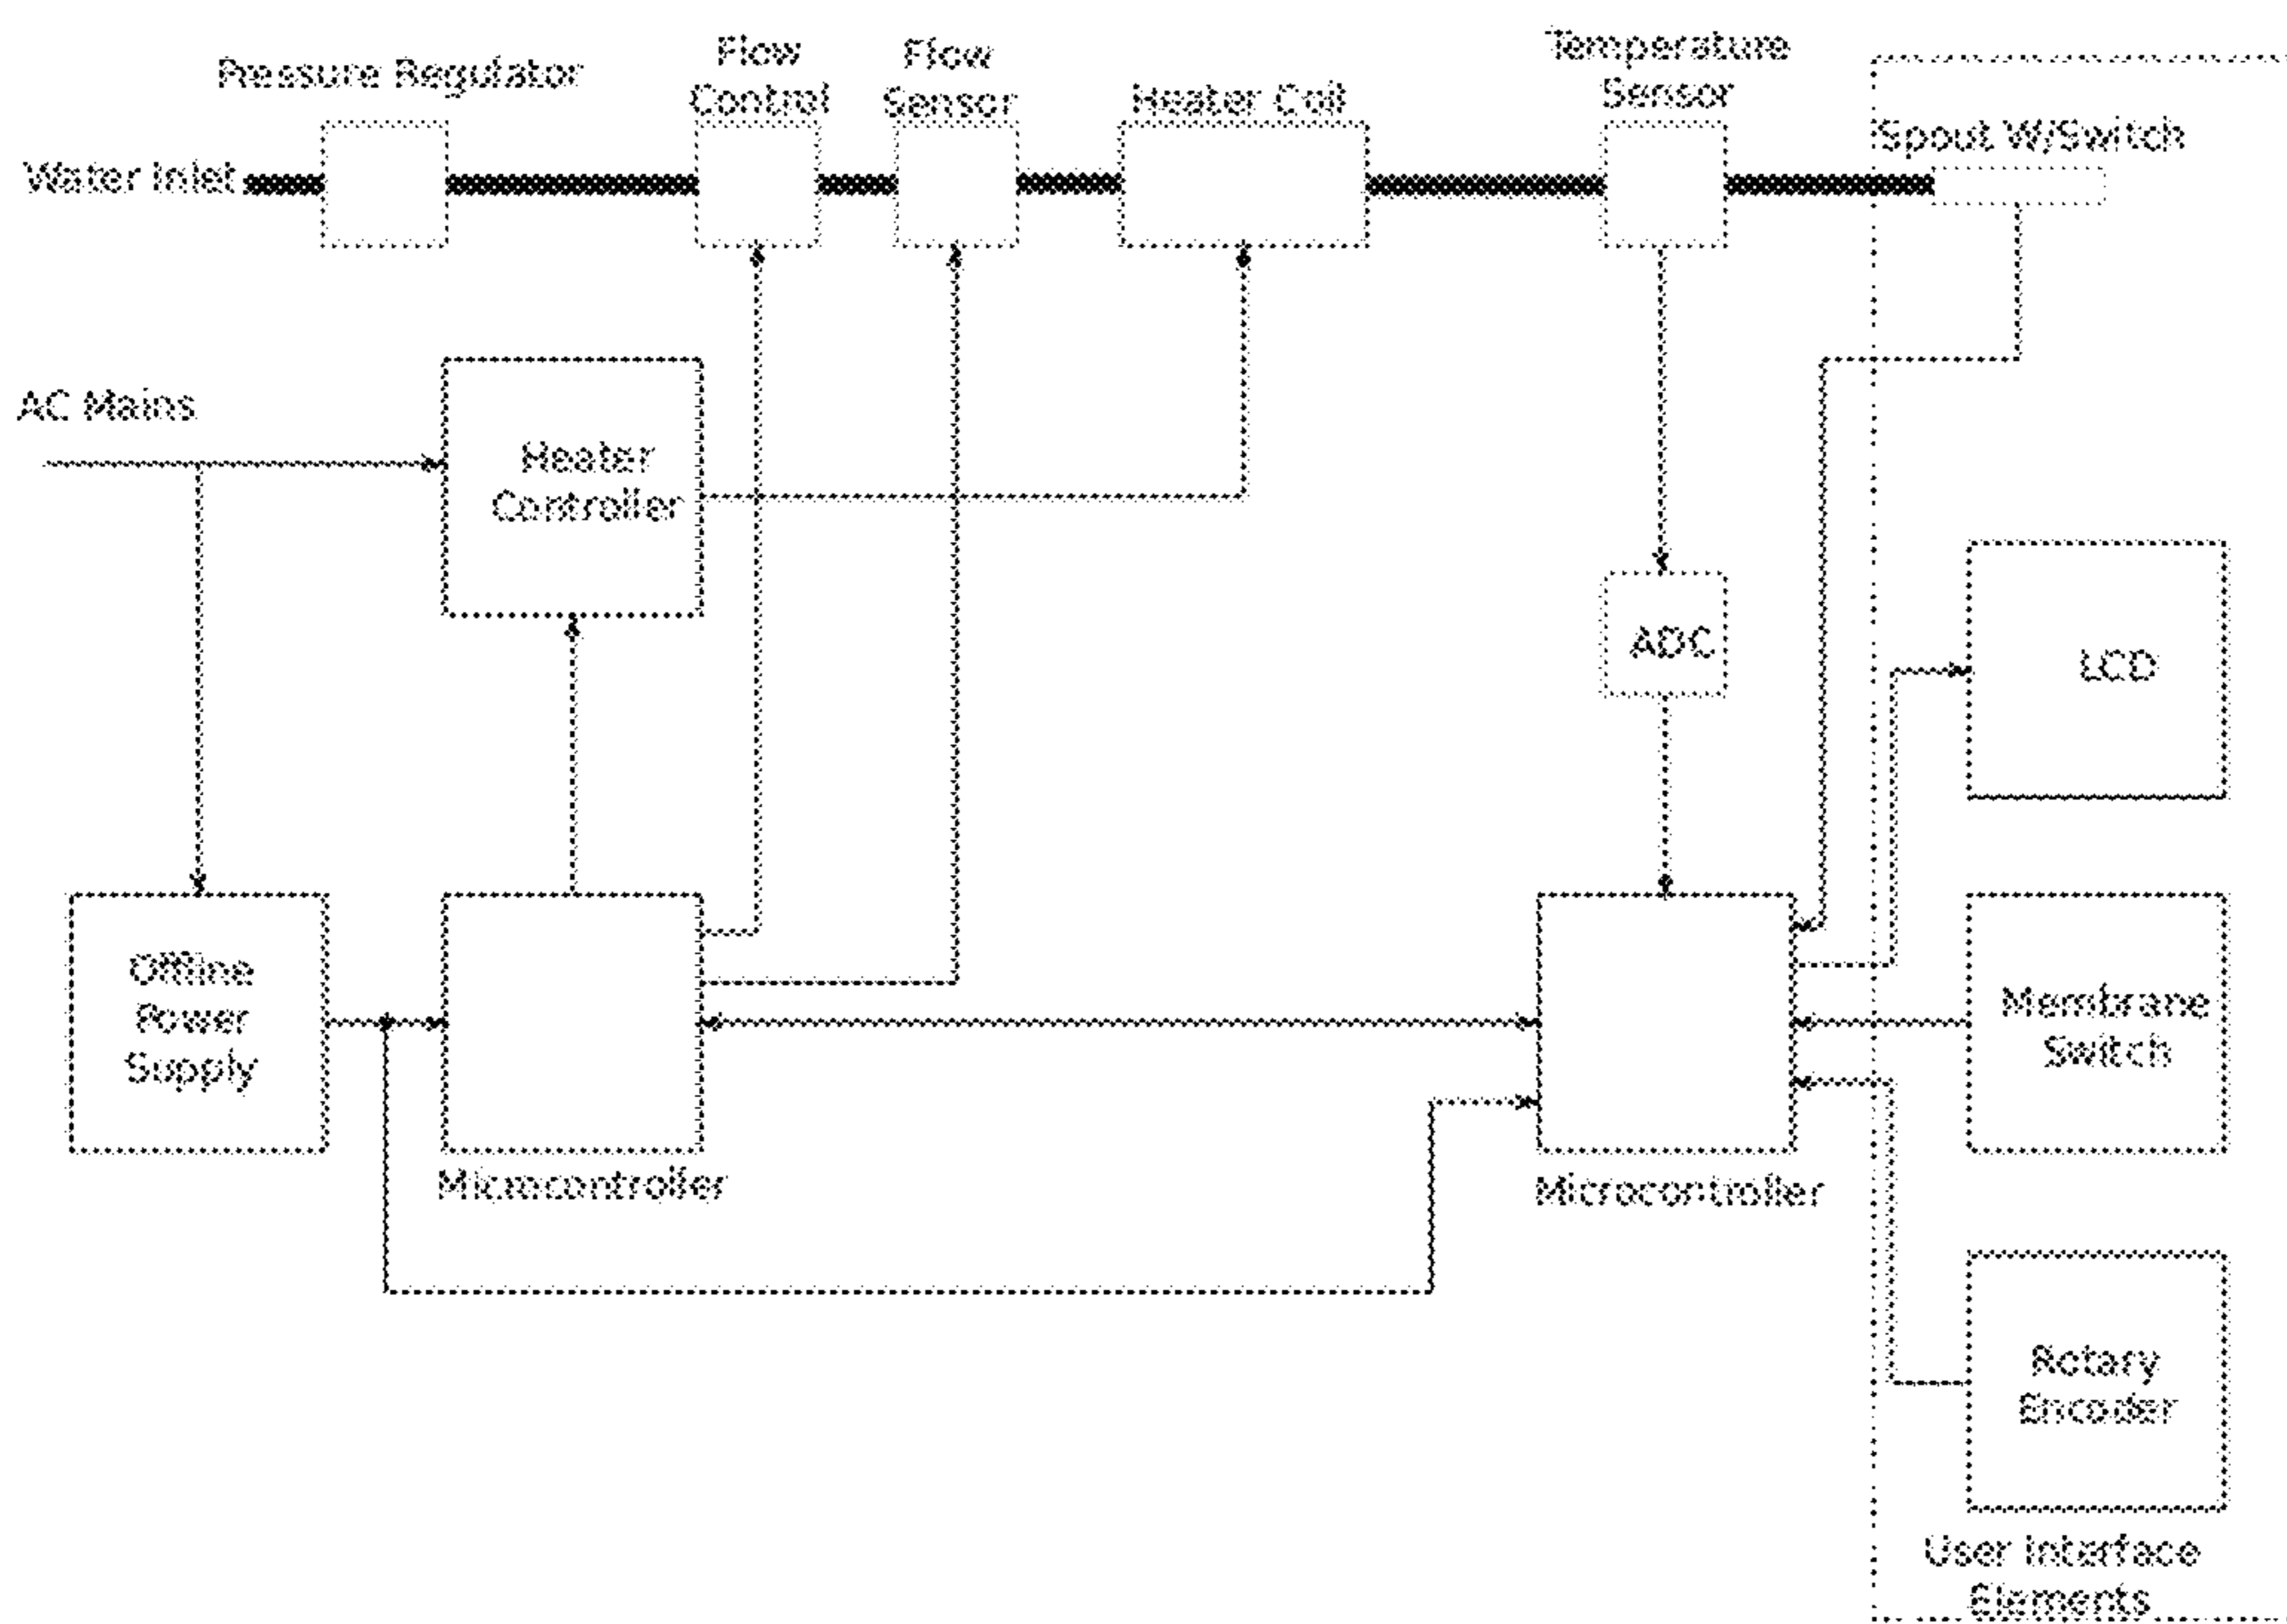 Pressure Regulator
Flow
Control
Flow
Sensor
Heater Coil
Temperature
Sensor
Spout W/Switch
Water Inlet
AC Mains
Heater
Controller
ADC
LCD
Offline
Power
Supply
Microcontroller
Microcontroller
Membrane
Switch
Rotary
Encoder
User Interface
Elements